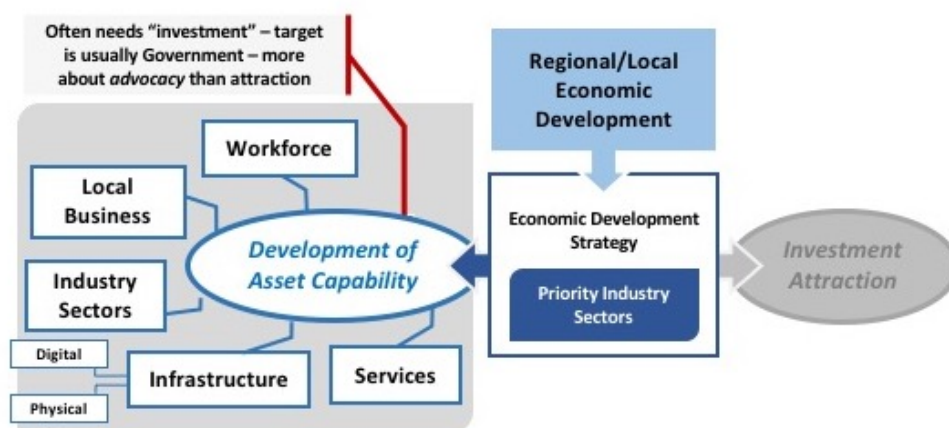 Often needs “investment” – target
is usually Government – more
about advocacy than attraction
Regional/Local
Economic
Development
Workforce
Local
Business
Development of
Asset Capability
Economic Development
Strategy
Priority Industry
Sectors
Investment
Attraction
Industry
Sectors
Digital
Physical
Infrastructure
Services